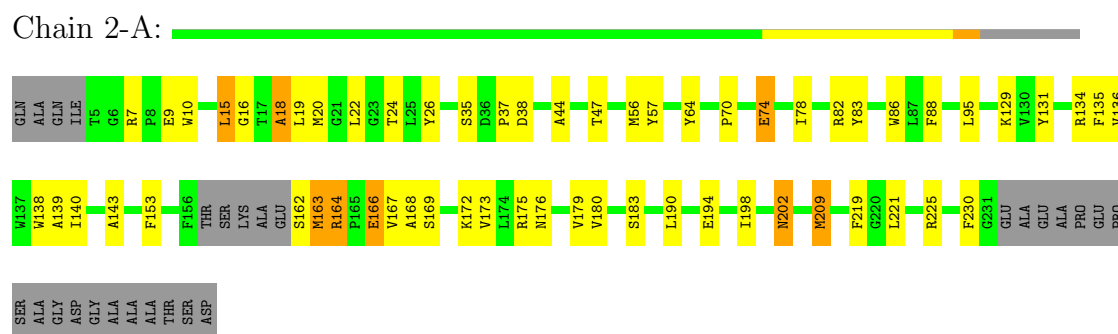 Chain 2-A:
GLN ALA GLN ILE T5 G6 R7 P8 E9 W10 L15 G16 T17 A18 L19 M20 G21 L22 G23 T24 L25 Y26 S35 D36 P37 D38 A44 T47 M56 Y57 Y64 P70 E74 I78 R82 Y83 W86 L87 F88 L95 K129 V130 Y131 R134 F135 V136
W137 W138 A139 I140 A143 F153 F156 THR SER LYS ALA GLU S162 M163 R164 P165 E166 V167 A168 S169 K172 V173 L174 R175 N176 V179 V180 S183 L190 E194 I198 N202 M209 F219 G220 L221 R225 F230 G231 GLU ALA GLU ALA PRO GLU PRO
SER ALA GLY ASP GLY ALA ALA ALA THR SER ASP